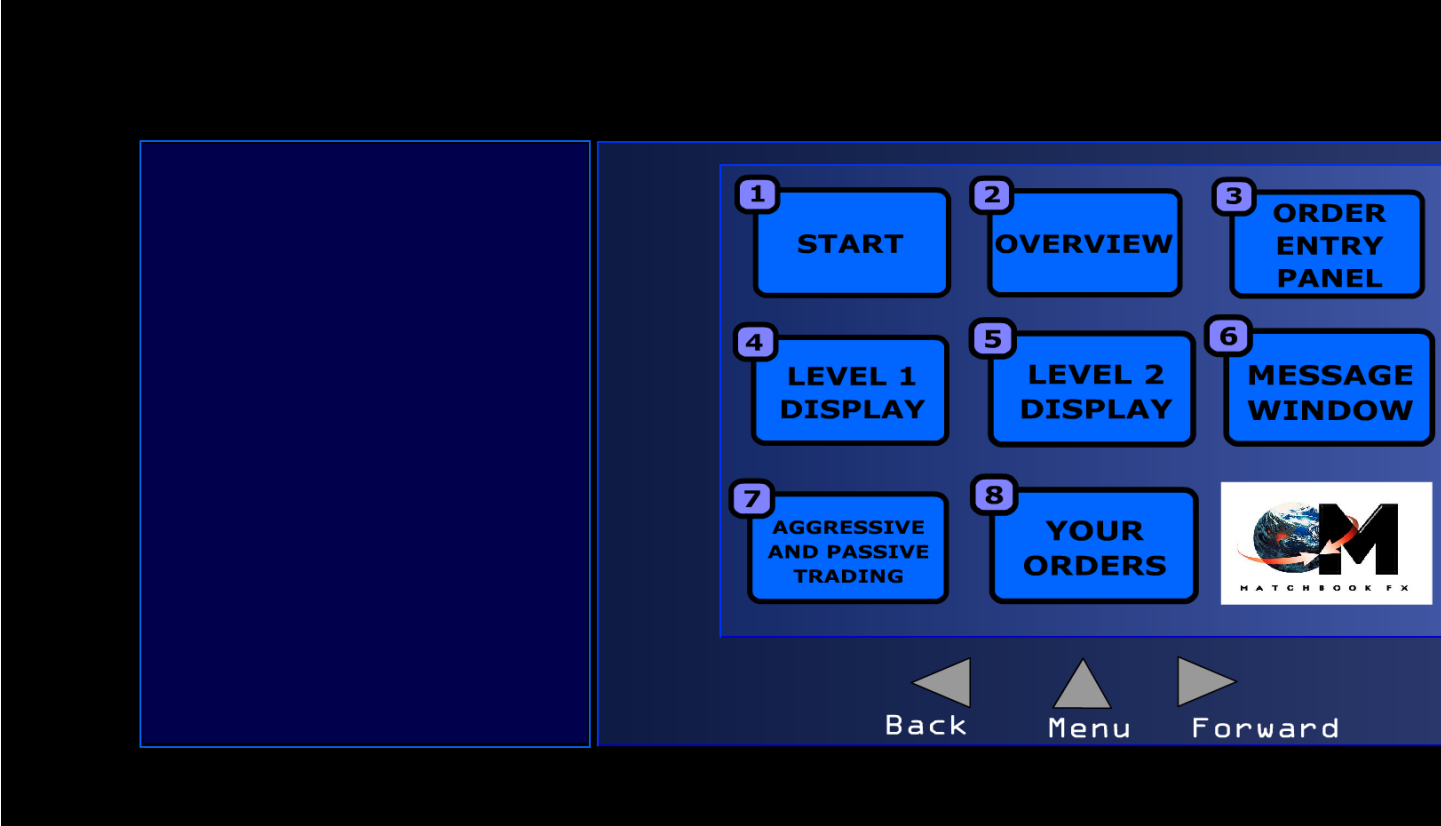 1
START
2
OVERVIEW
3
ORDER
ENTRY
PANEL
4
LEVEL 1
DISPLAY
5
LEVEL 2
DISPLAY
6
MESSAGE
WINDOW
7
AGGRESSIVE
AND PASSIVE
TRADING
8
YOUR
ORDERS
M
MATCHBOOK FX
Back
Menu
Forward